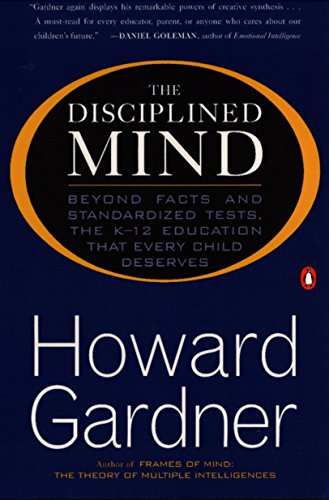 "Gardner again displays his remarkable powers of creative synthesis . . .
A must-read for every educator, parent, or anyone who cares about our
children's future." —DANIEL GOLEMAN, author of Emotional Intelligence
THE
DISCIPLINED
MIND
BEYOND FACTS AND
STANDARDIZED TESTS,
THE K–12 EDUCATION
THAT EVERY CHILD
DESERVES
Howard
Gardner
Author of FRAMES OF MIND:
THE THEORY OF MULTIPLE INTELLIGENCES